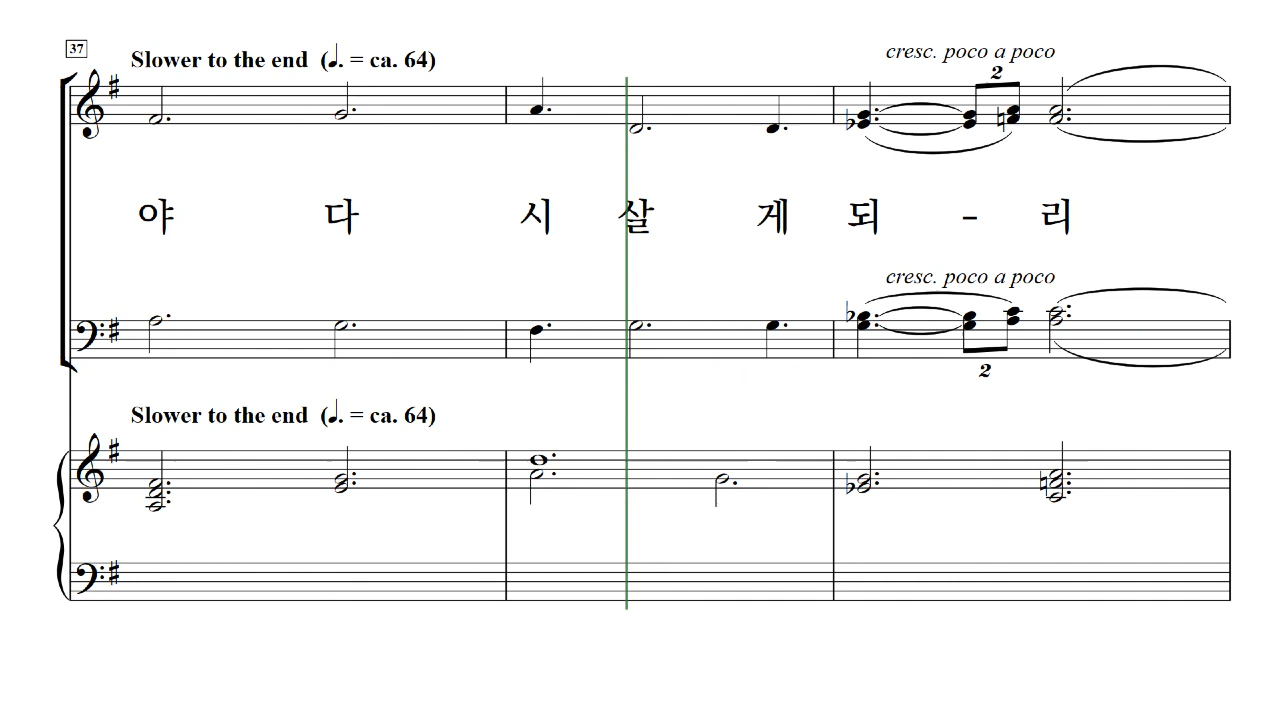 37
Slower to the end (♩. = ca. 64)
cresc. poco a poco
2
야 다 시 살 게 되 - 리
cresc. poco a poco
2
Slower to the end (♩. = ca. 64)